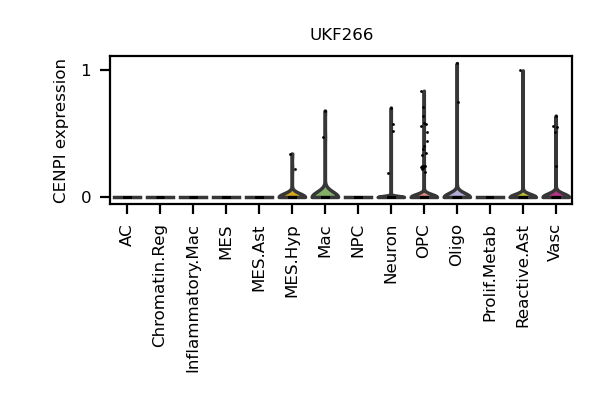 UKF266
CENPI expression
1
0
AC
Chromatin.Reg
Inflammatory.Mac
MES
MES.Ast
MES.Hyp
Mac
NPC
Neuron
OPC
Oligo
Prolif.Metab
Reactive.Ast
Vasc